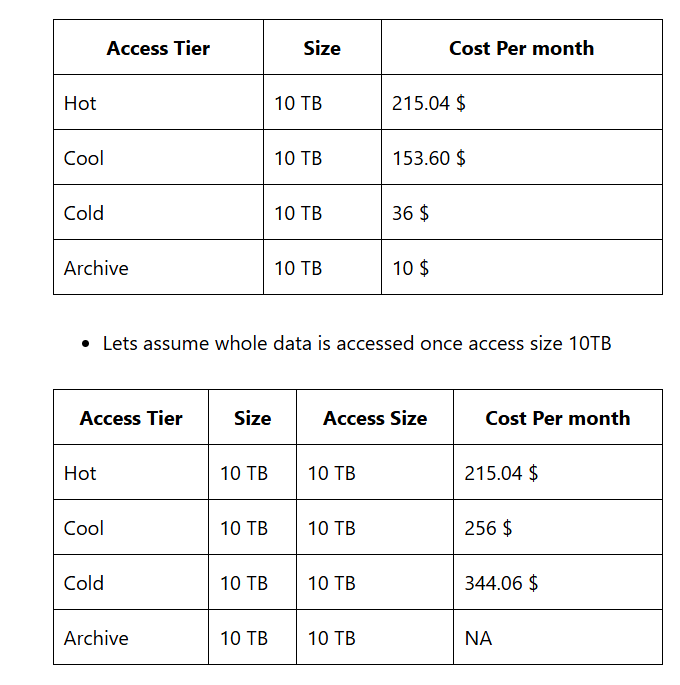 Access Tier Size Cost Per month
Hot 10 TB 215.04 $
Cool 10 TB 153.60 $
Cold 10 TB 36 $
Archive 10 TB 10 $
• Lets assume whole data is accessed once access size 10TB
Access Tier Size Access Size Cost Per month
Hot 10 TB 10 TB 215.04 $
Cool 10 TB 10 TB 256 $
Cold 10 TB 10 TB 344.06 $
Archive 10 TB 10 TB NA